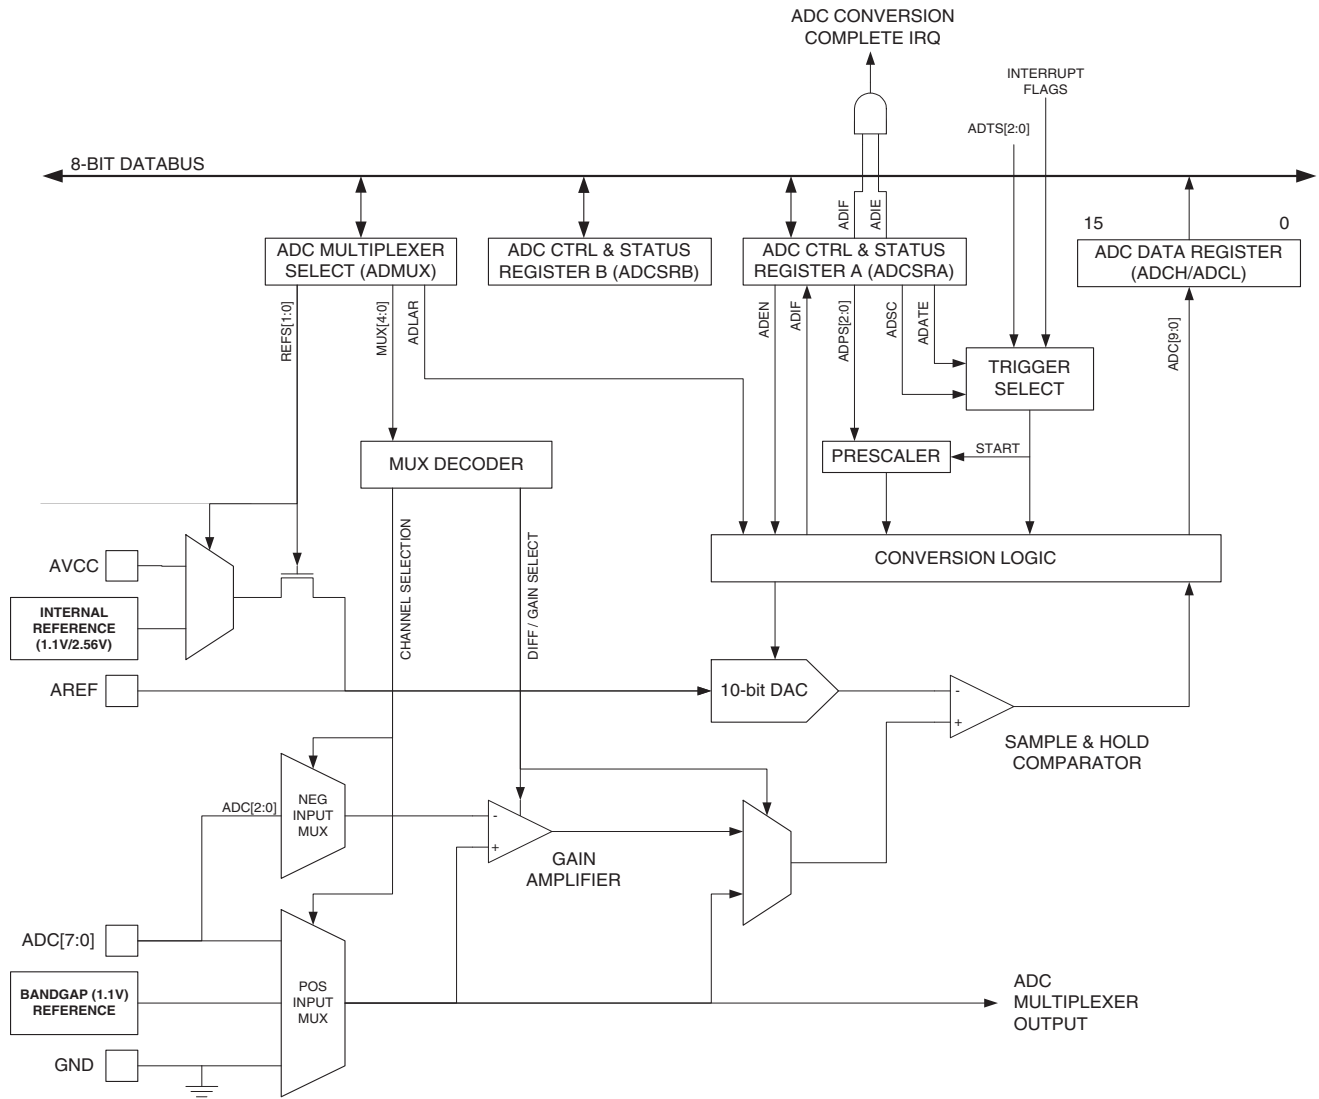 ADC CONVERSION
COMPLETE IRQ
INTERRUPT
FLAGS
ADTS[2:0]
8-BIT DATABUS
ADIF
ADIE
15
0
ADC MULTIPLEXER
SELECT (ADMUX)
ADC CTRL & STATUS
REGISTER B (ADCSRB)
ADC CTRL & STATUS
REGISTER A (ADCSRA)
ADC DATA REGISTER
(ADCH/ADCL)
REFS[1:0]
MUX[4:0]
ADLAR
ADEN
ADIF
ADPS[2:0]
ADSC
ADATE
ADC[9:0]
TRIGGER
SELECT
MUX DECODER
PRESCALER
START
CHANNEL SELECTION
DIFF / GAIN SELECT
CONVERSION LOGIC
AVCC
INTERNAL
REFERENCE
(1.1V/2.56V)
AREF
10-bit DAC
-
+
SAMPLE & HOLD
COMPARATOR
ADC[2:0]
NEG
INPUT
MUX
-
+
GAIN
AMPLIFIER
ADC[7:0]
BANDGAP (1.1V)
REFERENCE
POS
INPUT
MUX
ADC
MULTIPLEXER
OUTPUT
GND